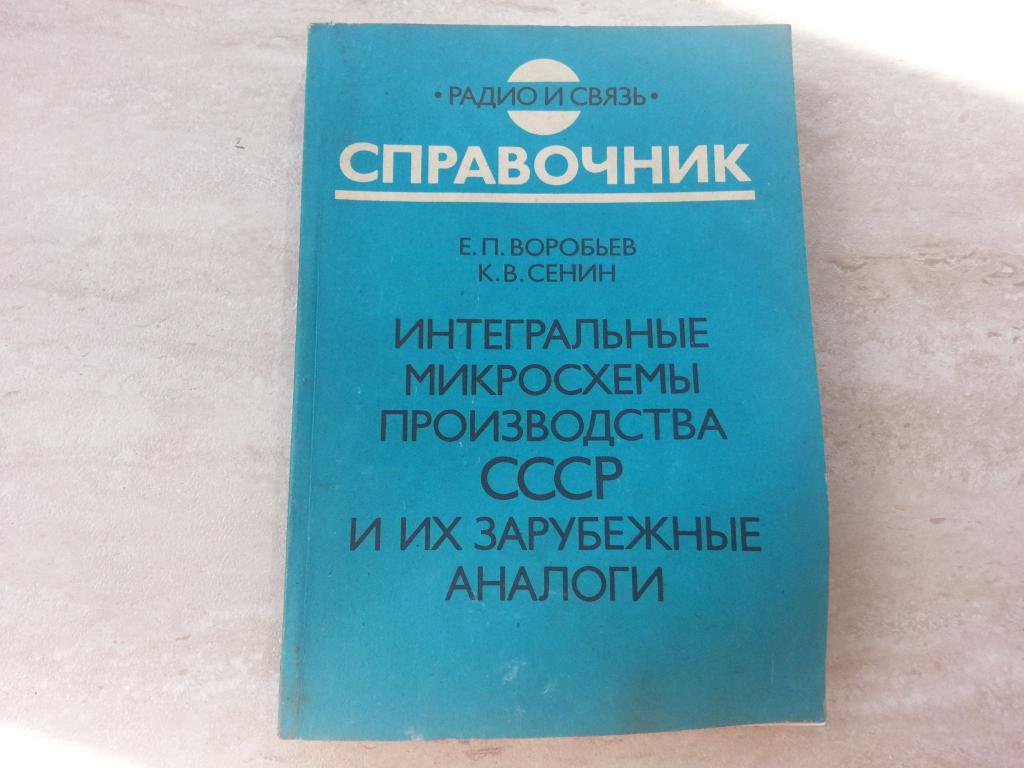 • РАДИО И СВЯЗЬ •
СПРАВОЧНИК
Е. П. ВОРОБЬЕВ
К. В. СЕНИН
ИНТЕГРАЛЬНЫЕ
МИКРОСХЕМЫ
ПРОИЗВОДСТВА
СССР
И ИХ ЗАРУБЕЖНЫЕ
АНАЛОГИ